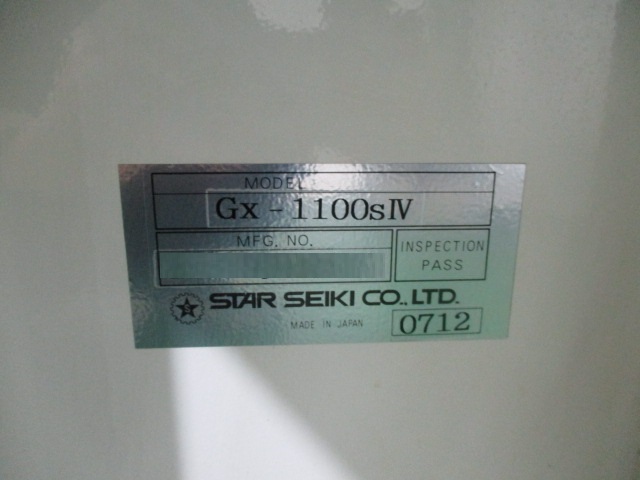 MODEL
Gx-1100sIV
MFG. NO.
INSPECTION
PASS
STAR SEIKI CO.,LTD.
MADE IN JAPAN
0712